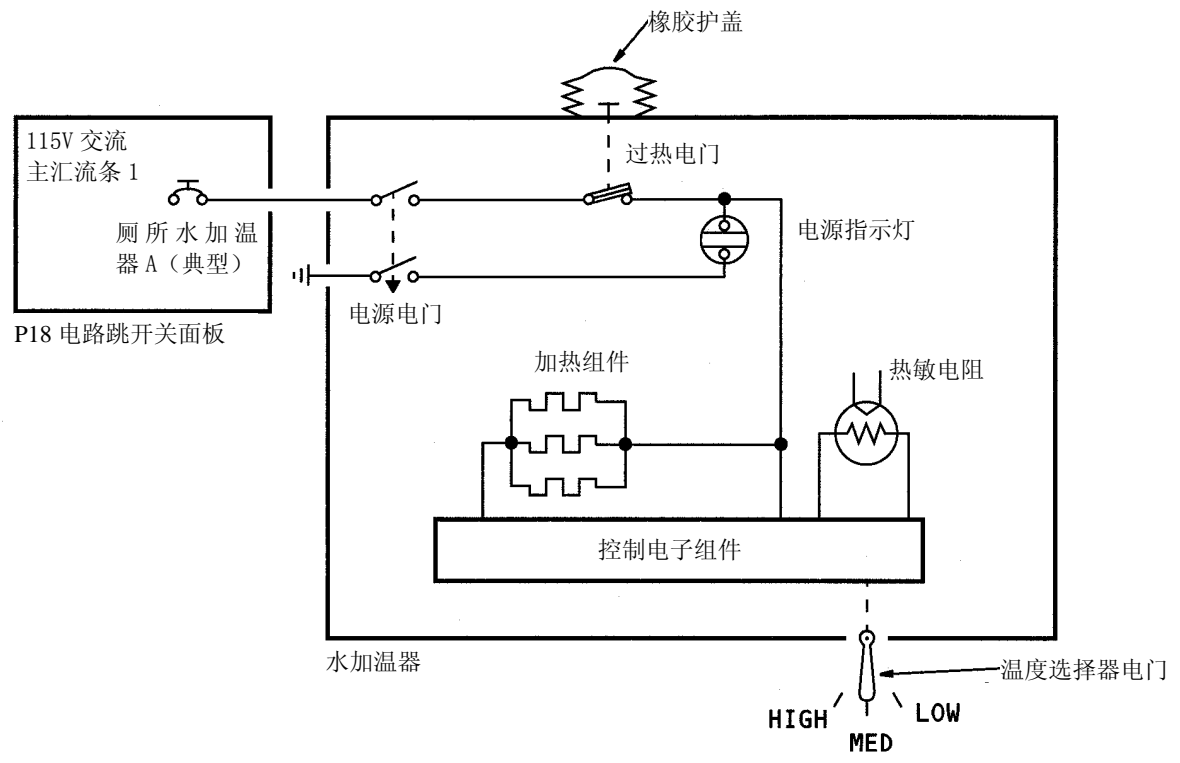 橡胶护盖
115V 交流
主汇流条 1
过热电门
厕所水加温
器 A（典型）
电源指示灯
电源电门
P18 电路跳开关面板
加热组件
热敏电阻
控制电子组件
水加温器
温度选择器电门
HIGH
LOW
MED